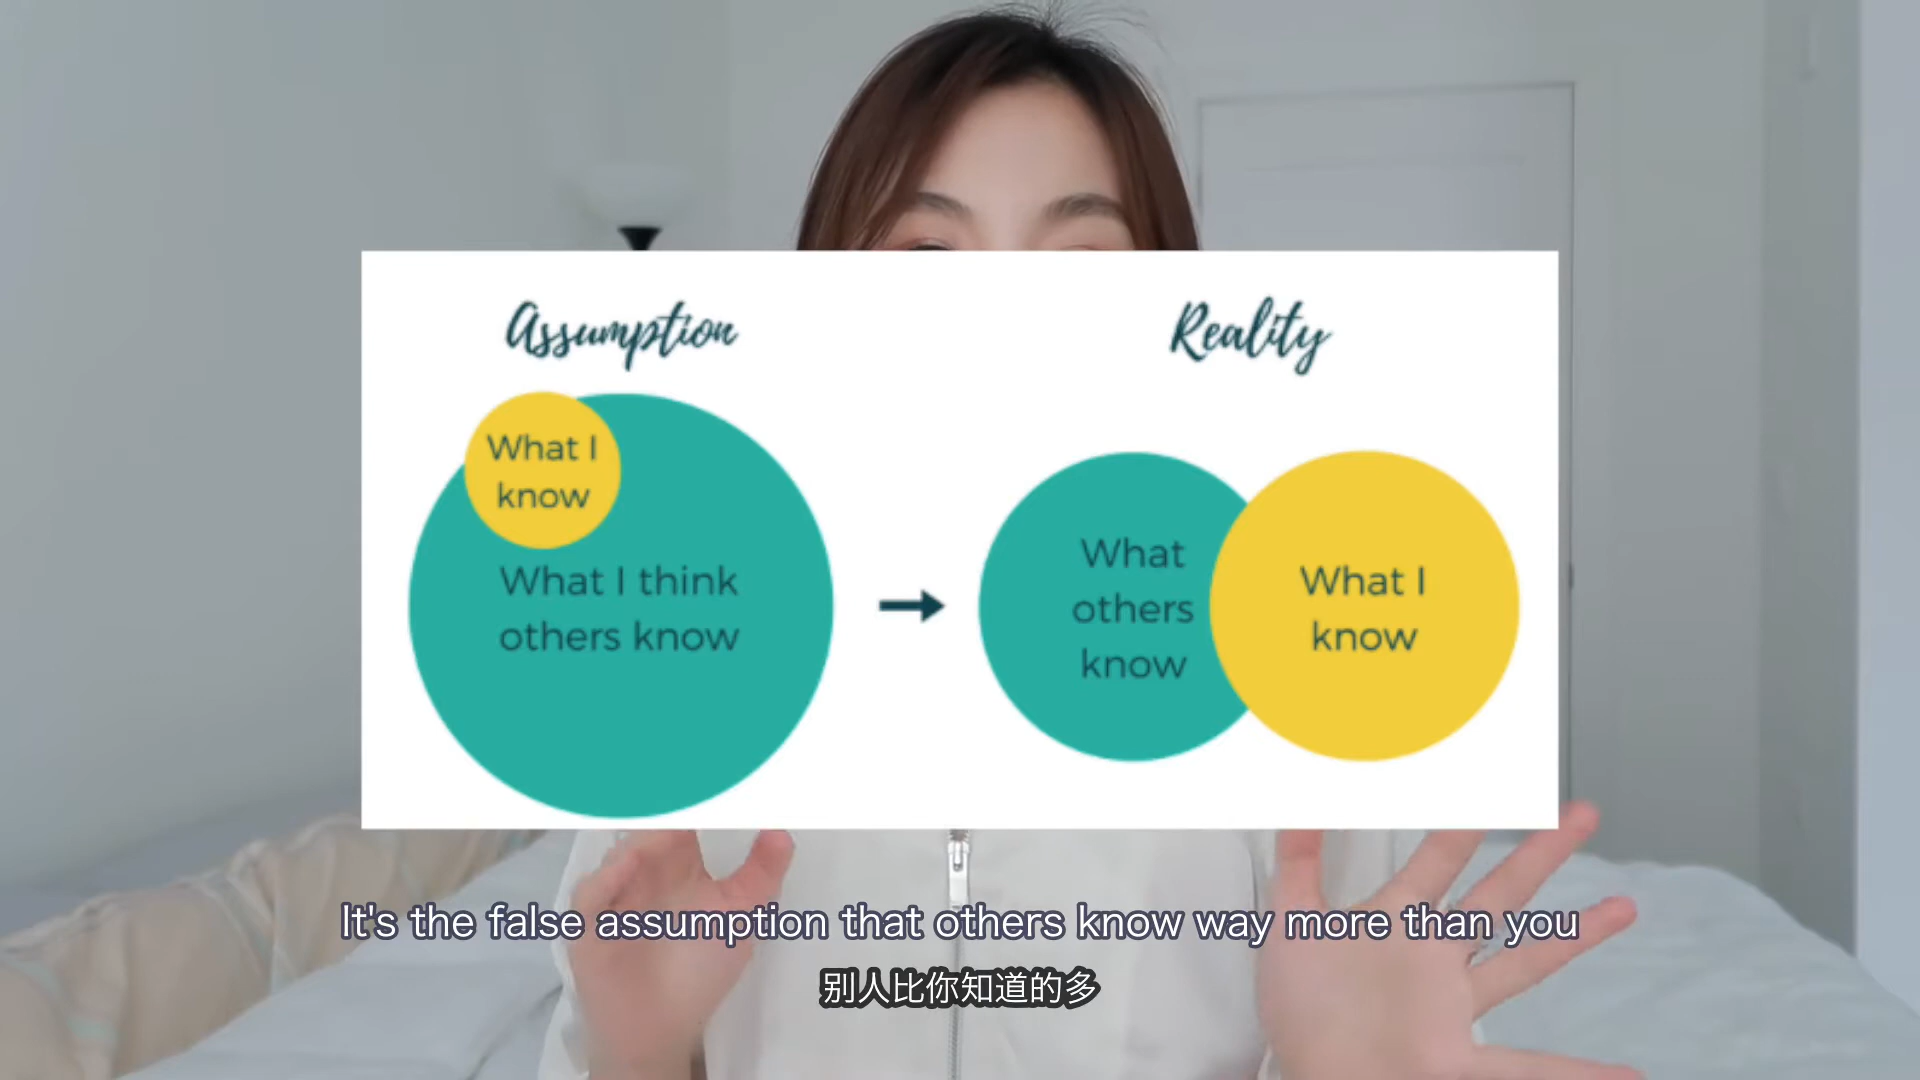 Assumption
What I
know
What I think
others know
Reality
What
others
know
What I
know
It's the false assumption that others know way more than you
别人比你知道的多